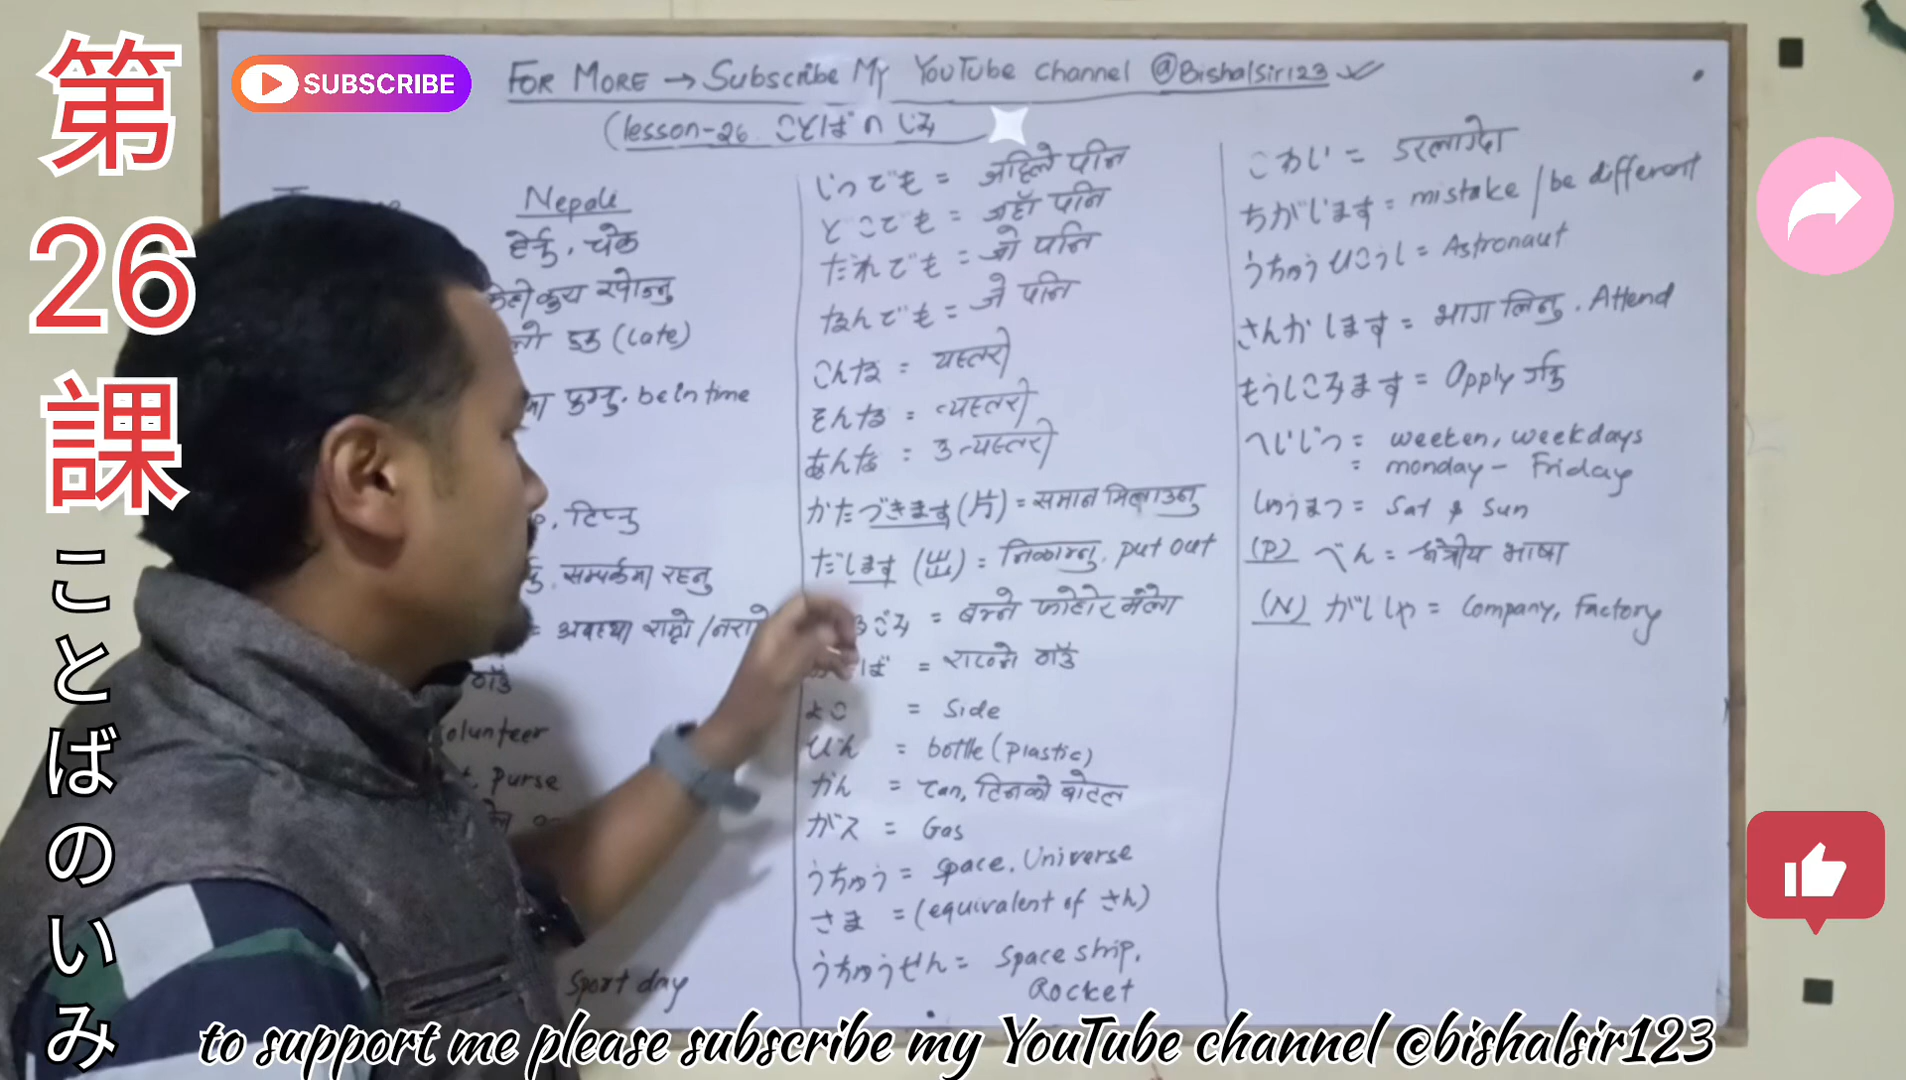 第26課 ことばのいみ
SUBSCRIBE
FOR MORE → Subscribe My YouTube channel @Bishalsir123
(lesson-26. ことばのいみ
Nepali
हेर्नु, चेक
(late)
पुग्नु. be in time
टिप्नु
सम्पर्कमा रहनु
= अवस्था राम्रो / नराम्रो
ठाउँ
olunteer
, purse
Sport day
いつでも = जहिले पनि
どこでも = जहाँ पनि
だれでも = जो पनि
なんでも = जे पनि
こんな = यस्तो
そんな = त्यस्तो
あんな = उ त्यस्तो
かたづきます (片) = समान मिलाउनु
だします (出) = निकाल्नु, put out
= बल्ने फोहोर मैला
= राख्ने ठाउँ
よこ = Side
びん = bottle (plastic)
かん = can, टिनको बोटल
ガス = Gas
うちゅう = space, Universe
さま = (equivalent of さん)
うちゅうせん = Space ship,
Rocket
こわい = डरलाग्दो
ちがいます = mistake / be different
うちゅうひこうし = Astronaut
さんかします = भाग लिनु. Attend
もうしこみます = Apply गर्नु
へいじつ = weeken, weekdays
= monday - Friday
しゅうまつ = Sat & Sun
(P) べん = क्षेत्रीय भाषा
(N) がいしゃ = Company, Factory
to support me please subscribe my YouTube channel @bishalsir123